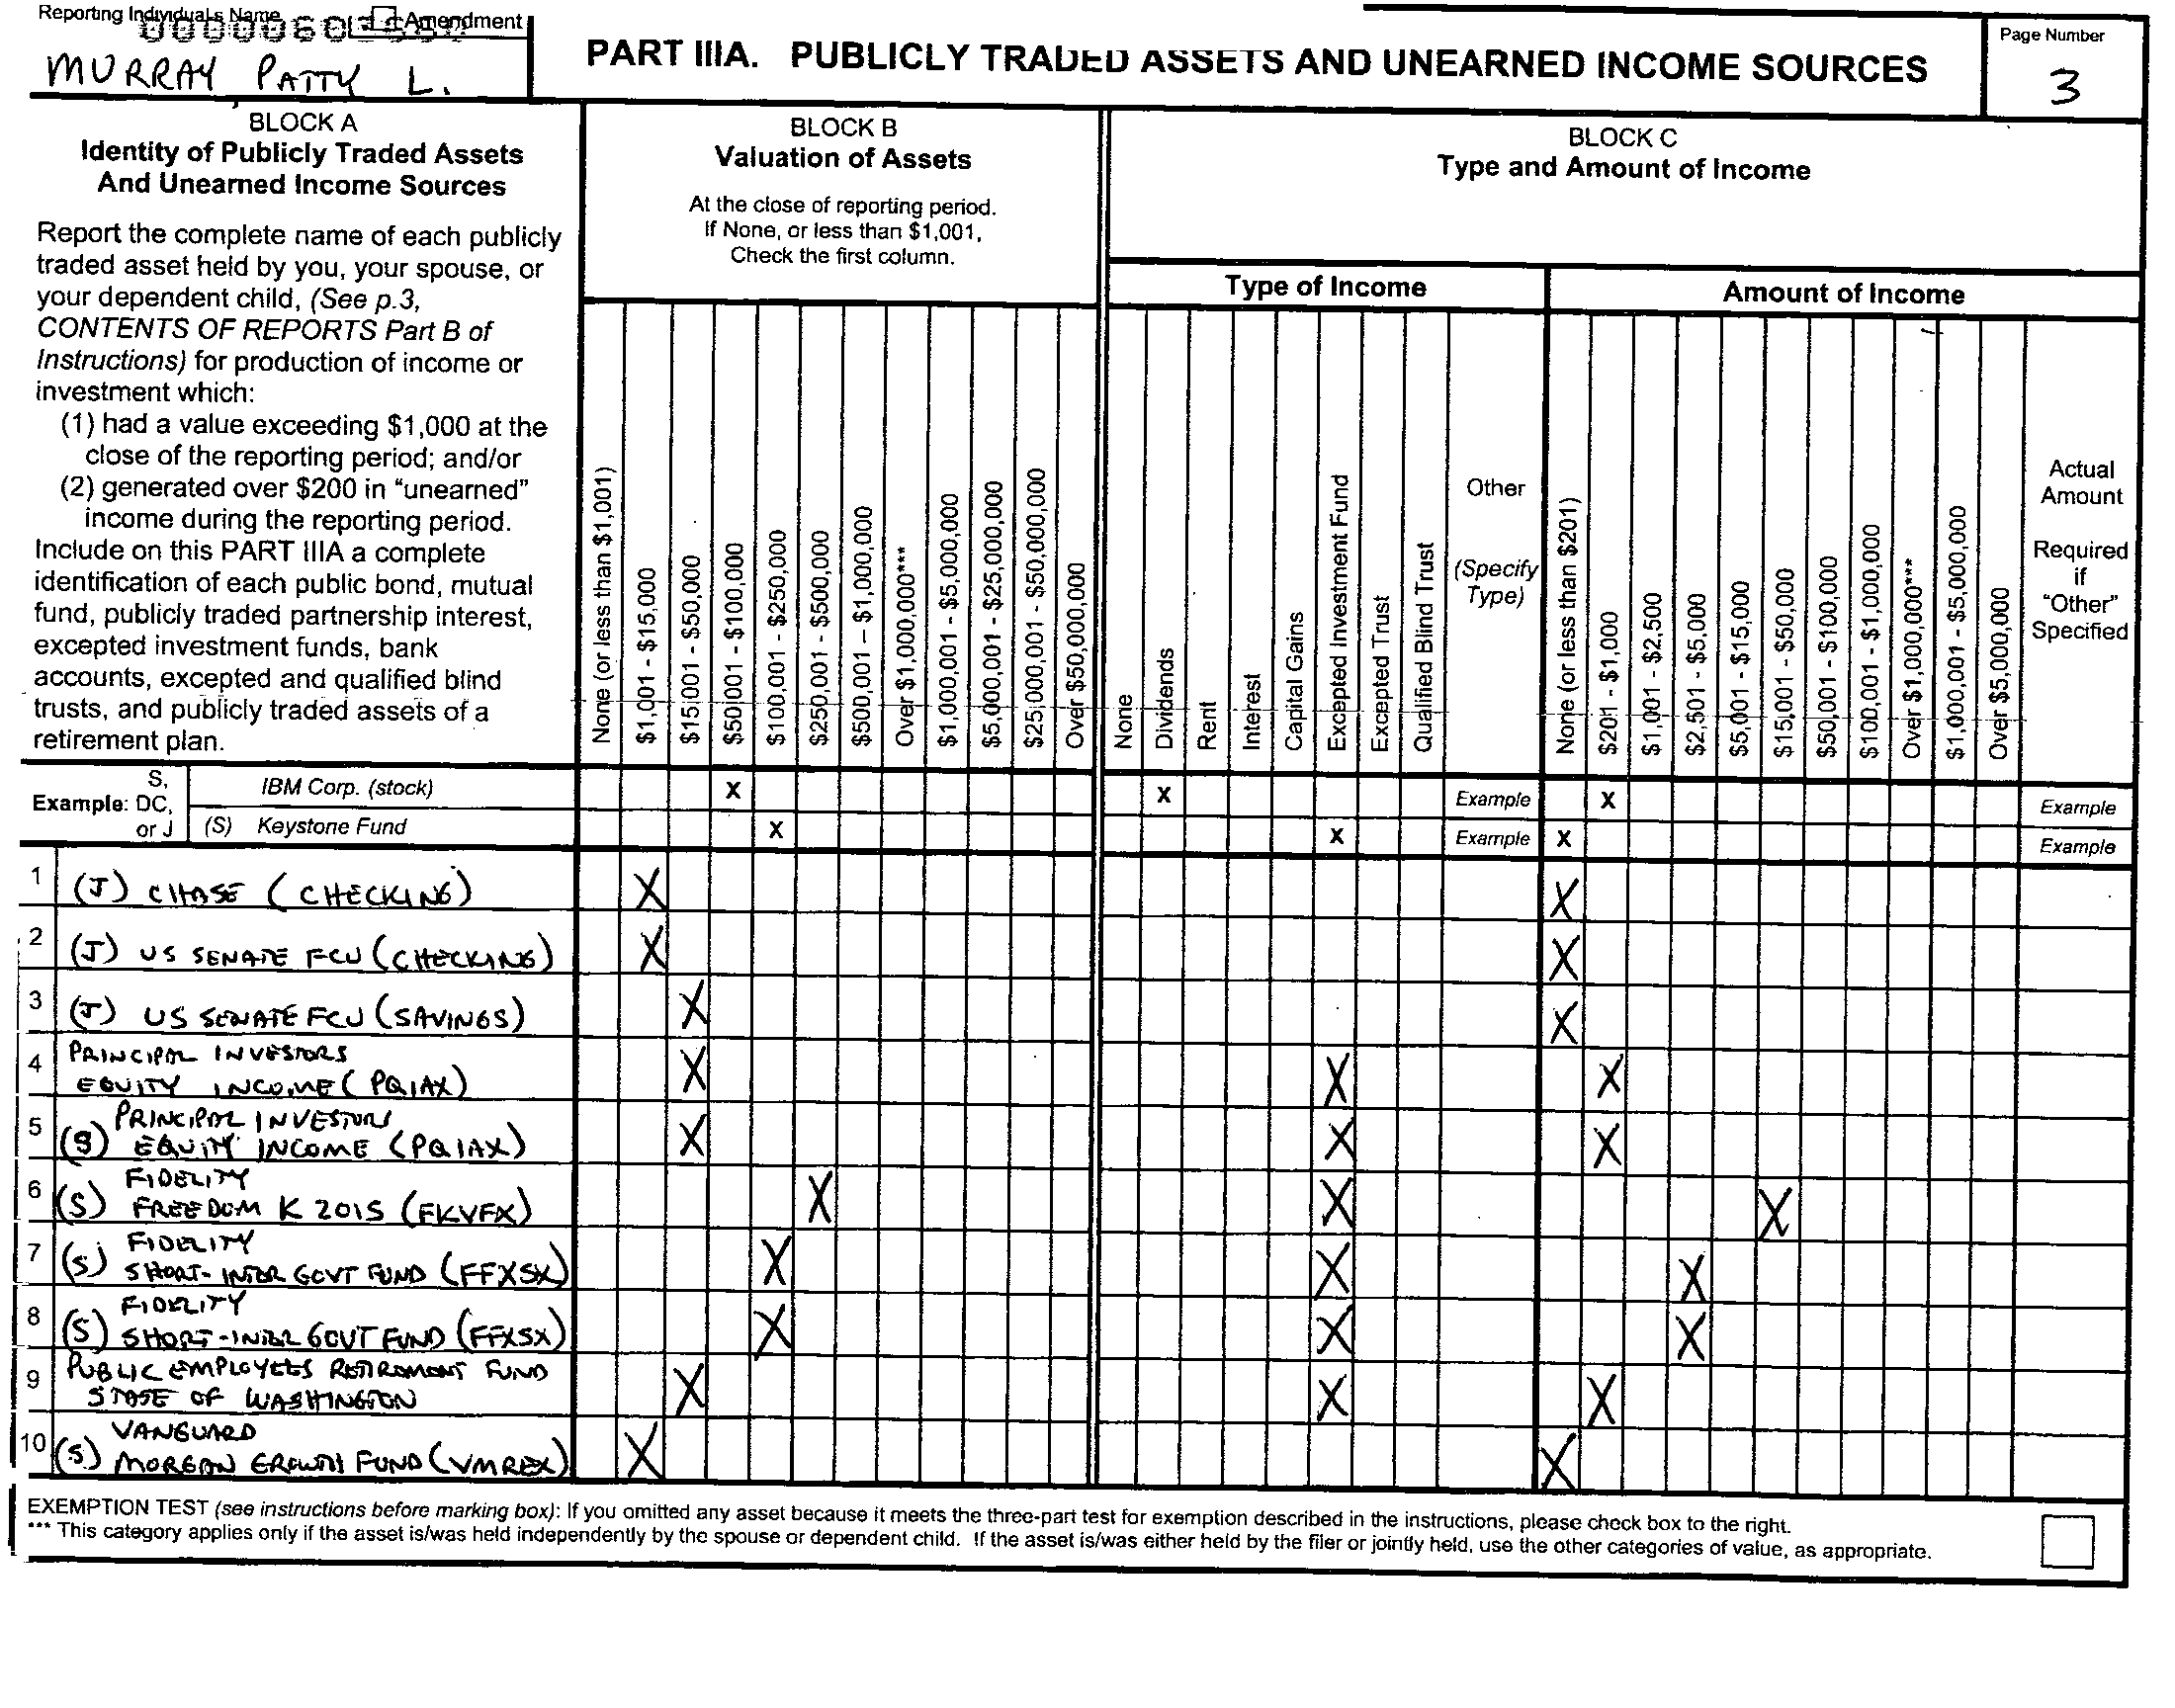 Reporting Individual's Name Amendment
MURRAY, PATTY L.
PART IIIA. PUBLICLY TRADED ASSETS AND UNEARNED INCOME SOURCES
Page Number
3
BLOCK A
Identity of Publicly Traded Assets
And Unearned Income Sources
Report the complete name of each publicly
traded asset held by you, your spouse, or
your dependent child, (See p.3,
CONTENTS OF REPORTS Part B of
Instructions) for production of income or
investment which:
(1) had a value exceeding $1,000 at the
close of the reporting period; and/or
(2) generated over $200 in "unearned"
income during the reporting period.
Include on this PART IIIA a complete
identification of each public bond, mutual
fund, publicly traded partnership interest,
excepted investment funds, bank
accounts, excepted and qualified blind
trusts, and publicly traded assets of a
retirement plan.
BLOCK B
Valuation of Assets
At the close of reporting period.
If None, or less than $1,001,
Check the first column.
None (or less than $1,001)
$1,001 - $15,000
$15,001 - $50,000
$50,001 - $100,000
$100,001 - $250,000
$250,001 - $500,000
$500,001 – $1,000,000
Over $1,000,000***
$1,000,001 - $5,000,000
$5,000,001 - $25,000,000
$25,000,001 - $50,000,000
Over $50,000,000
BLOCK C
Type and Amount of Income
Type of Income
None
Dividends
Rent
Interest
Capital Gains
Excepted Investment Fund
Excepted Trust
Qualified Blind Trust
Other
(Specify
Type)
Amount of Income
None (or less than $201)
$201 - $1,000
$1,001 - $2,500
$2,501 - $5,000
$5,001 - $15,000
$15,001 - $50,000
$50,001 - $100,000
$100,001 - $1,000,000
Over $1,000,000***
$1,000,001 - $5,000,000
Over $5,000,000
Actual
Amount
Required
if
"Other"
Specified
Example: S, DC, or J
IBM Corp. (stock) X X Example X Example
(S) Keystone Fund X X Example X Example
1 (J) CHASE (CHECKING) X X
2 (J) US SENATE FCU (CHECKING) X X
3 (J) US SENATE FCU (SAVINGS) X X
4 PRINCIPAL INVESTORS
EQUITY INCOME (PQIAX) X X X
5 PRINCIPAL INVESTORS
(S) EQUITY INCOME (PQIAX) X X X
6 FIDELITY
(S) FREEDOM K 2015 (FKVFX) X X X
7 FIDELITY
(S) SHORT-INTER GOVT FUND (FFXSX) X X X
8 FIDELITY
(S) SHORT-INTER GOVT FUND (FFXSX) X X X
9 PUBLIC EMPLOYEES RETIREMENT FUND
STATE OF WASHINGTON X X X
10 VANGUARD
(S) MORGAN GROWTH FUND (VMRGX) X X
EXEMPTION TEST (see instructions before marking box): If you omitted any asset because it meets the three-part test for exemption described in the instructions, please check box to the right.
*** This category applies only if the asset is/was held independently by the spouse or dependent child. If the asset is/was either held by the filer or jointly held, use the other categories of value, as appropriate.